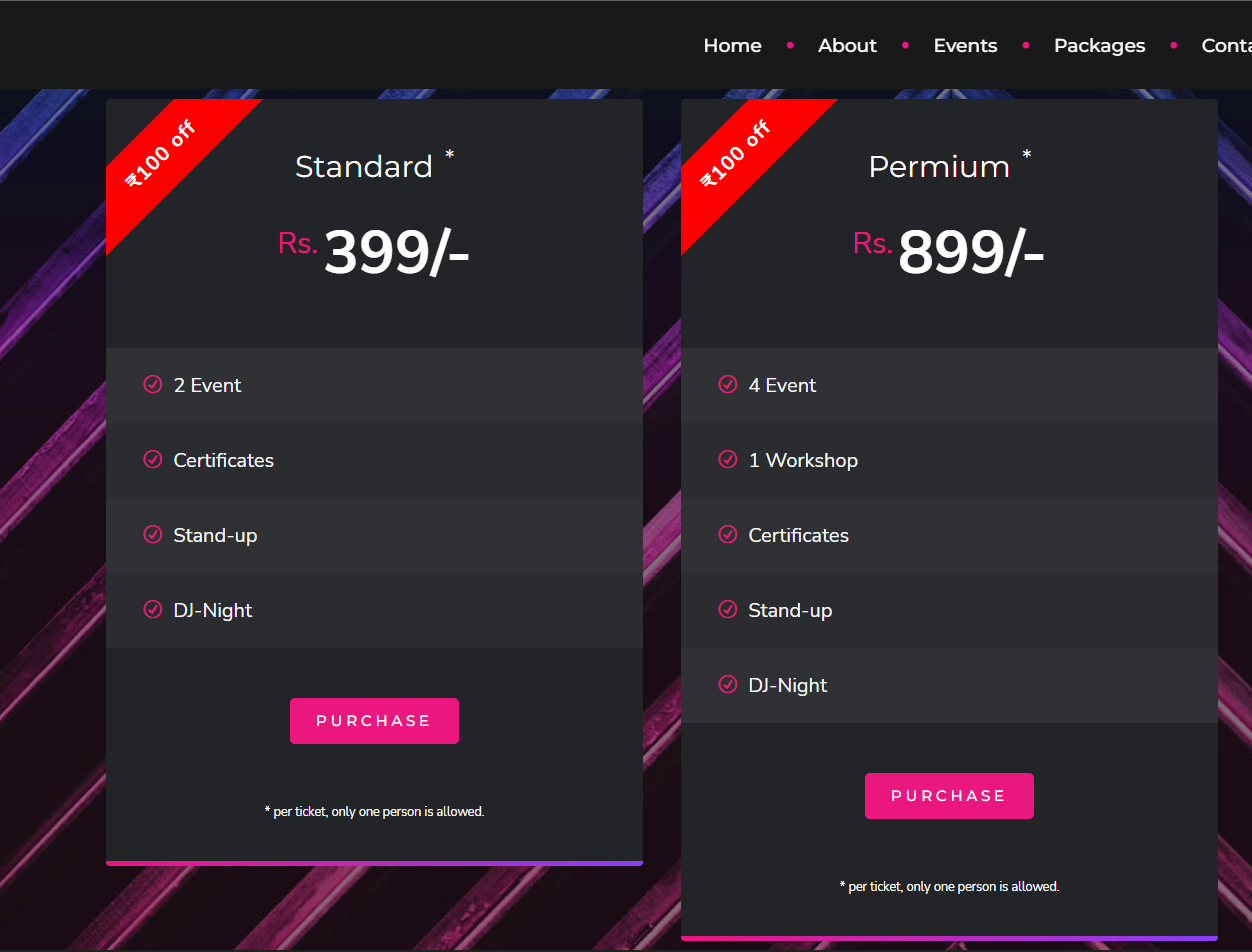 Home • About • Events • Packages • Conta
₹100 off
Standard *
Rs. 399/-
2 Event
Certificates
Stand-up
DJ-Night
PURCHASE
* per ticket, only one person is allowed.
₹100 off
Permium *
Rs. 899/-
4 Event
1 Workshop
Certificates
Stand-up
DJ-Night
PURCHASE
* per ticket, only one person is allowed.